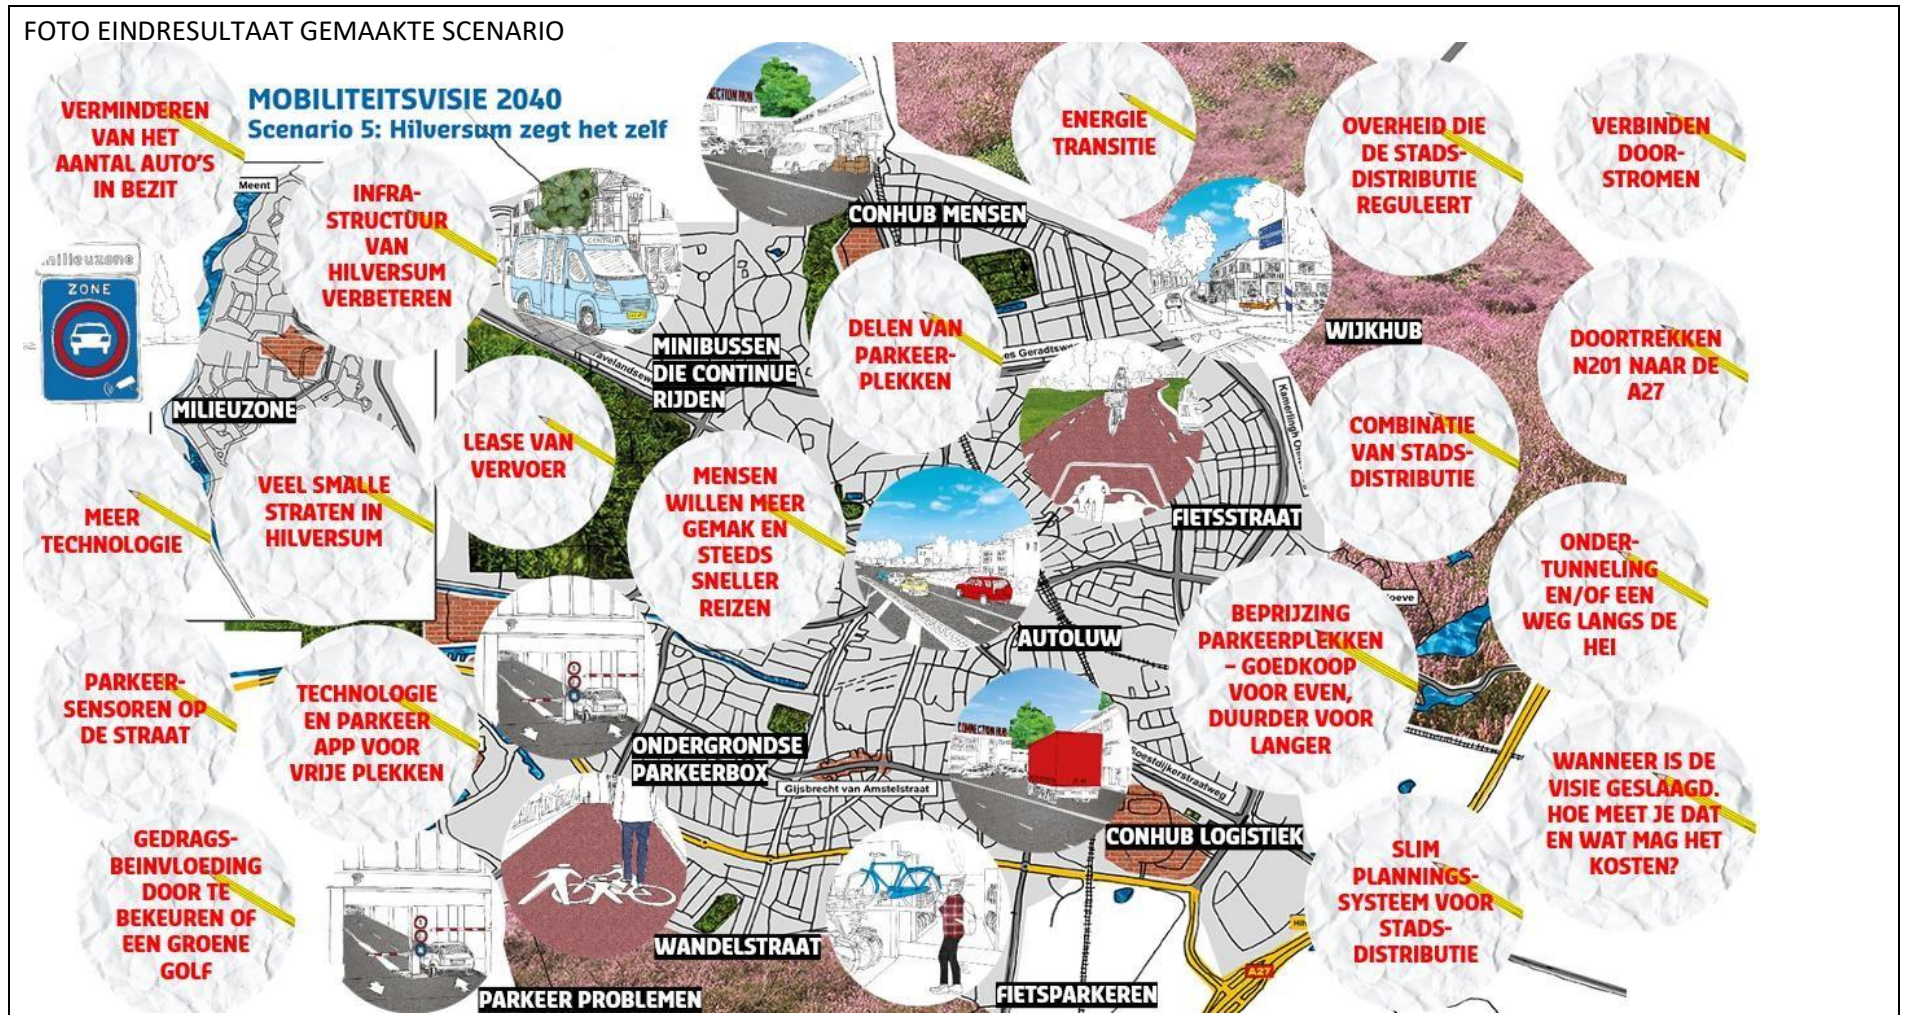 FOTO EINDRESULTAAT GEMAAKTE SCENARIO
MOBILITEITSVISIE 2040
Scenario 5: Hilversum zegt het zelf
VERMINDEREN
VAN HET
AANTAL AUTO'S
IN BEZIT
Meent
INFRA-
STRUCTUUR
VAN
HILVERSUM
VERBETEREN
CONNECTION HUB
CONHUB MENSEN
ENERGIE
TRANSITIE
OVERHEID DIE
DE STADS-
DISTRIBUTIE
REGULEERT
VERBINDEN
DOOR-
STROMEN
milieuzone
ZONE
MILIEUZONE
CENTRUM
MINIBUSSEN
DIE CONTINUE
RIJDEN
DELEN VAN
PARKEER-
PLEKKEN
WIJKHUB
DOORTREKKEN
N201 NAAR DE
A27
LEASE VAN
VERVOER
MENSEN
WILLEN MEER
GEMAK EN
STEEDS
SNELLER
REIZEN
FIETSSTRAAT
COMBINATIE
VAN STADS-
DISTRIBUTIE
MEER
TECHNOLOGIE
VEEL SMALLE
STRATEN IN
HILVERSUM
AUTOLUW
ONDER-
TUNNELING
EN/OF EEN
WEG LANGS DE
HEI
BEPRIJZING
PARKEERPLEKKEN
– GOEDKOOP
VOOR EVEN,
DUURDER VOOR
LANGER
PARKEER-
SENSOREN OP
DE STRAAT
TECHNOLOGIE
EN PARKEER
APP VOOR
VRIJE PLEKKEN
ONDERGRONDSE
PARKEERBOX
Gijsbrecht van Amstelstraat
CONNECTION HUB
Soestdijkerstraatweg
CONHUB LOGISTIEK
WANNEER IS DE
VISIE GESLAAGD.
HOE MEET JE DAT
EN WAT MAG HET
KOSTEN?
GEDRAGS-
BEINVLOEDING
DOOR TE
BEKEUREN OF
EEN GROENE
GOLF
PARKEER PROBLEMEN
WANDELSTRAAT
FIETSPARKEREN
SLIM
PLANNINGS-
SYSTEEM VOOR
STADS-
DISTRIBUTIE
A27